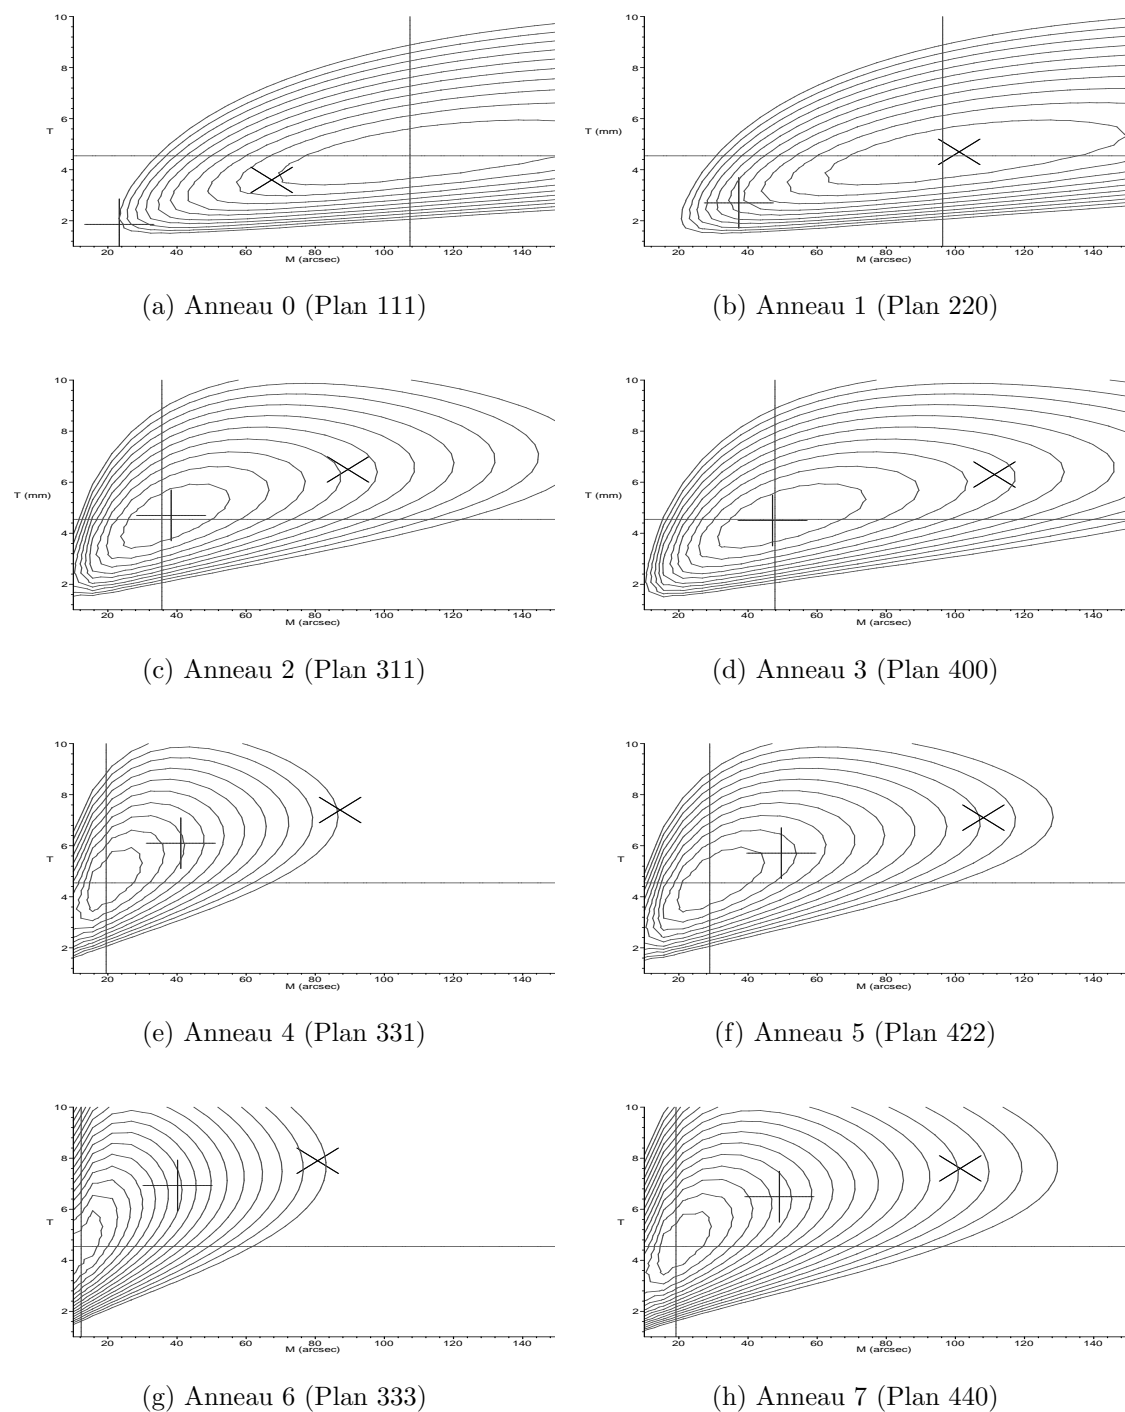 10
8
6
T
4
2
20 40 60 80 100 120 140
M (arcsec)
10
8
6
T (mm)
4
2
20 40 60 80 100 120 140
M (arcsec)
(a) Anneau 0 (Plan 111)
(b) Anneau 1 (Plan 220)
10
8
6
T (mm)
4
2
20 40 60 80 100 120 140
M (arcsec)
10
8
6
T (mm)
4
2
20 40 60 80 100 120 140
M (arcsec)
(c) Anneau 2 (Plan 311)
(d) Anneau 3 (Plan 400)
10
8
6
T
4
2
20 40 60 80 100 120 140
M (arcsec)
10
8
6
T
4
2
20 40 60 80 100 120 140
M (arcsec)
(e) Anneau 4 (Plan 331)
(f) Anneau 5 (Plan 422)
10
8
6
T
4
2
20 40 60 80 100 120 140
M (arcsec)
10
8
6
T
4
2
20 40 60 80 100 120 140
M (arcsec)
(g) Anneau 6 (Plan 333)
(h) Anneau 7 (Plan 440)